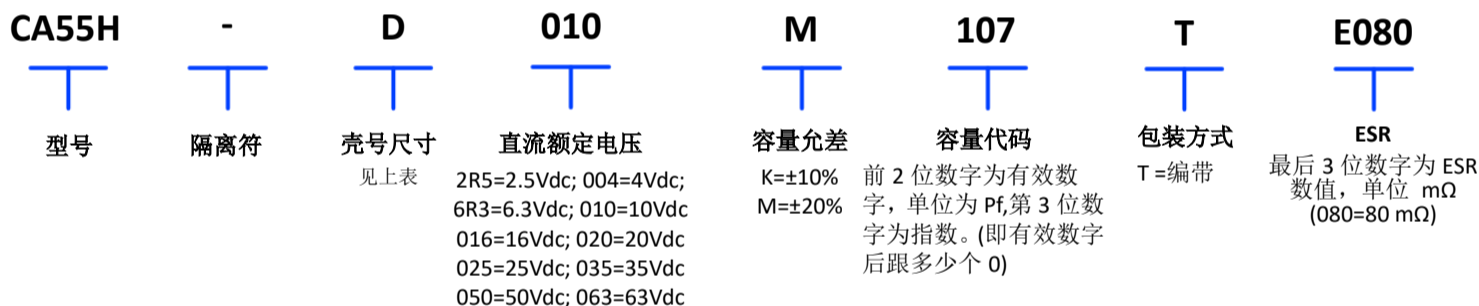 CA55H - D 010 M 107 T E080
型号 隔离符 壳号尺寸 直流额定电压 容量允差 容量代码 包装方式 ESR
见上表
2R5=2.5Vdc; 004=4Vdc;
6R3=6.3Vdc; 010=10Vdc
016=16Vdc; 020=20Vdc
025=25Vdc; 035=35Vdc
050=50Vdc; 063=63Vdc
K=±10%
M=±20%
前 2 位数字为有效数
字，单位为 Pf,第 3 位数
字为指数。(即有效数字
后跟多少个 0)
T =编带
最后 3 位数字为 ESR
数值，单位 mΩ
(080=80 mΩ)